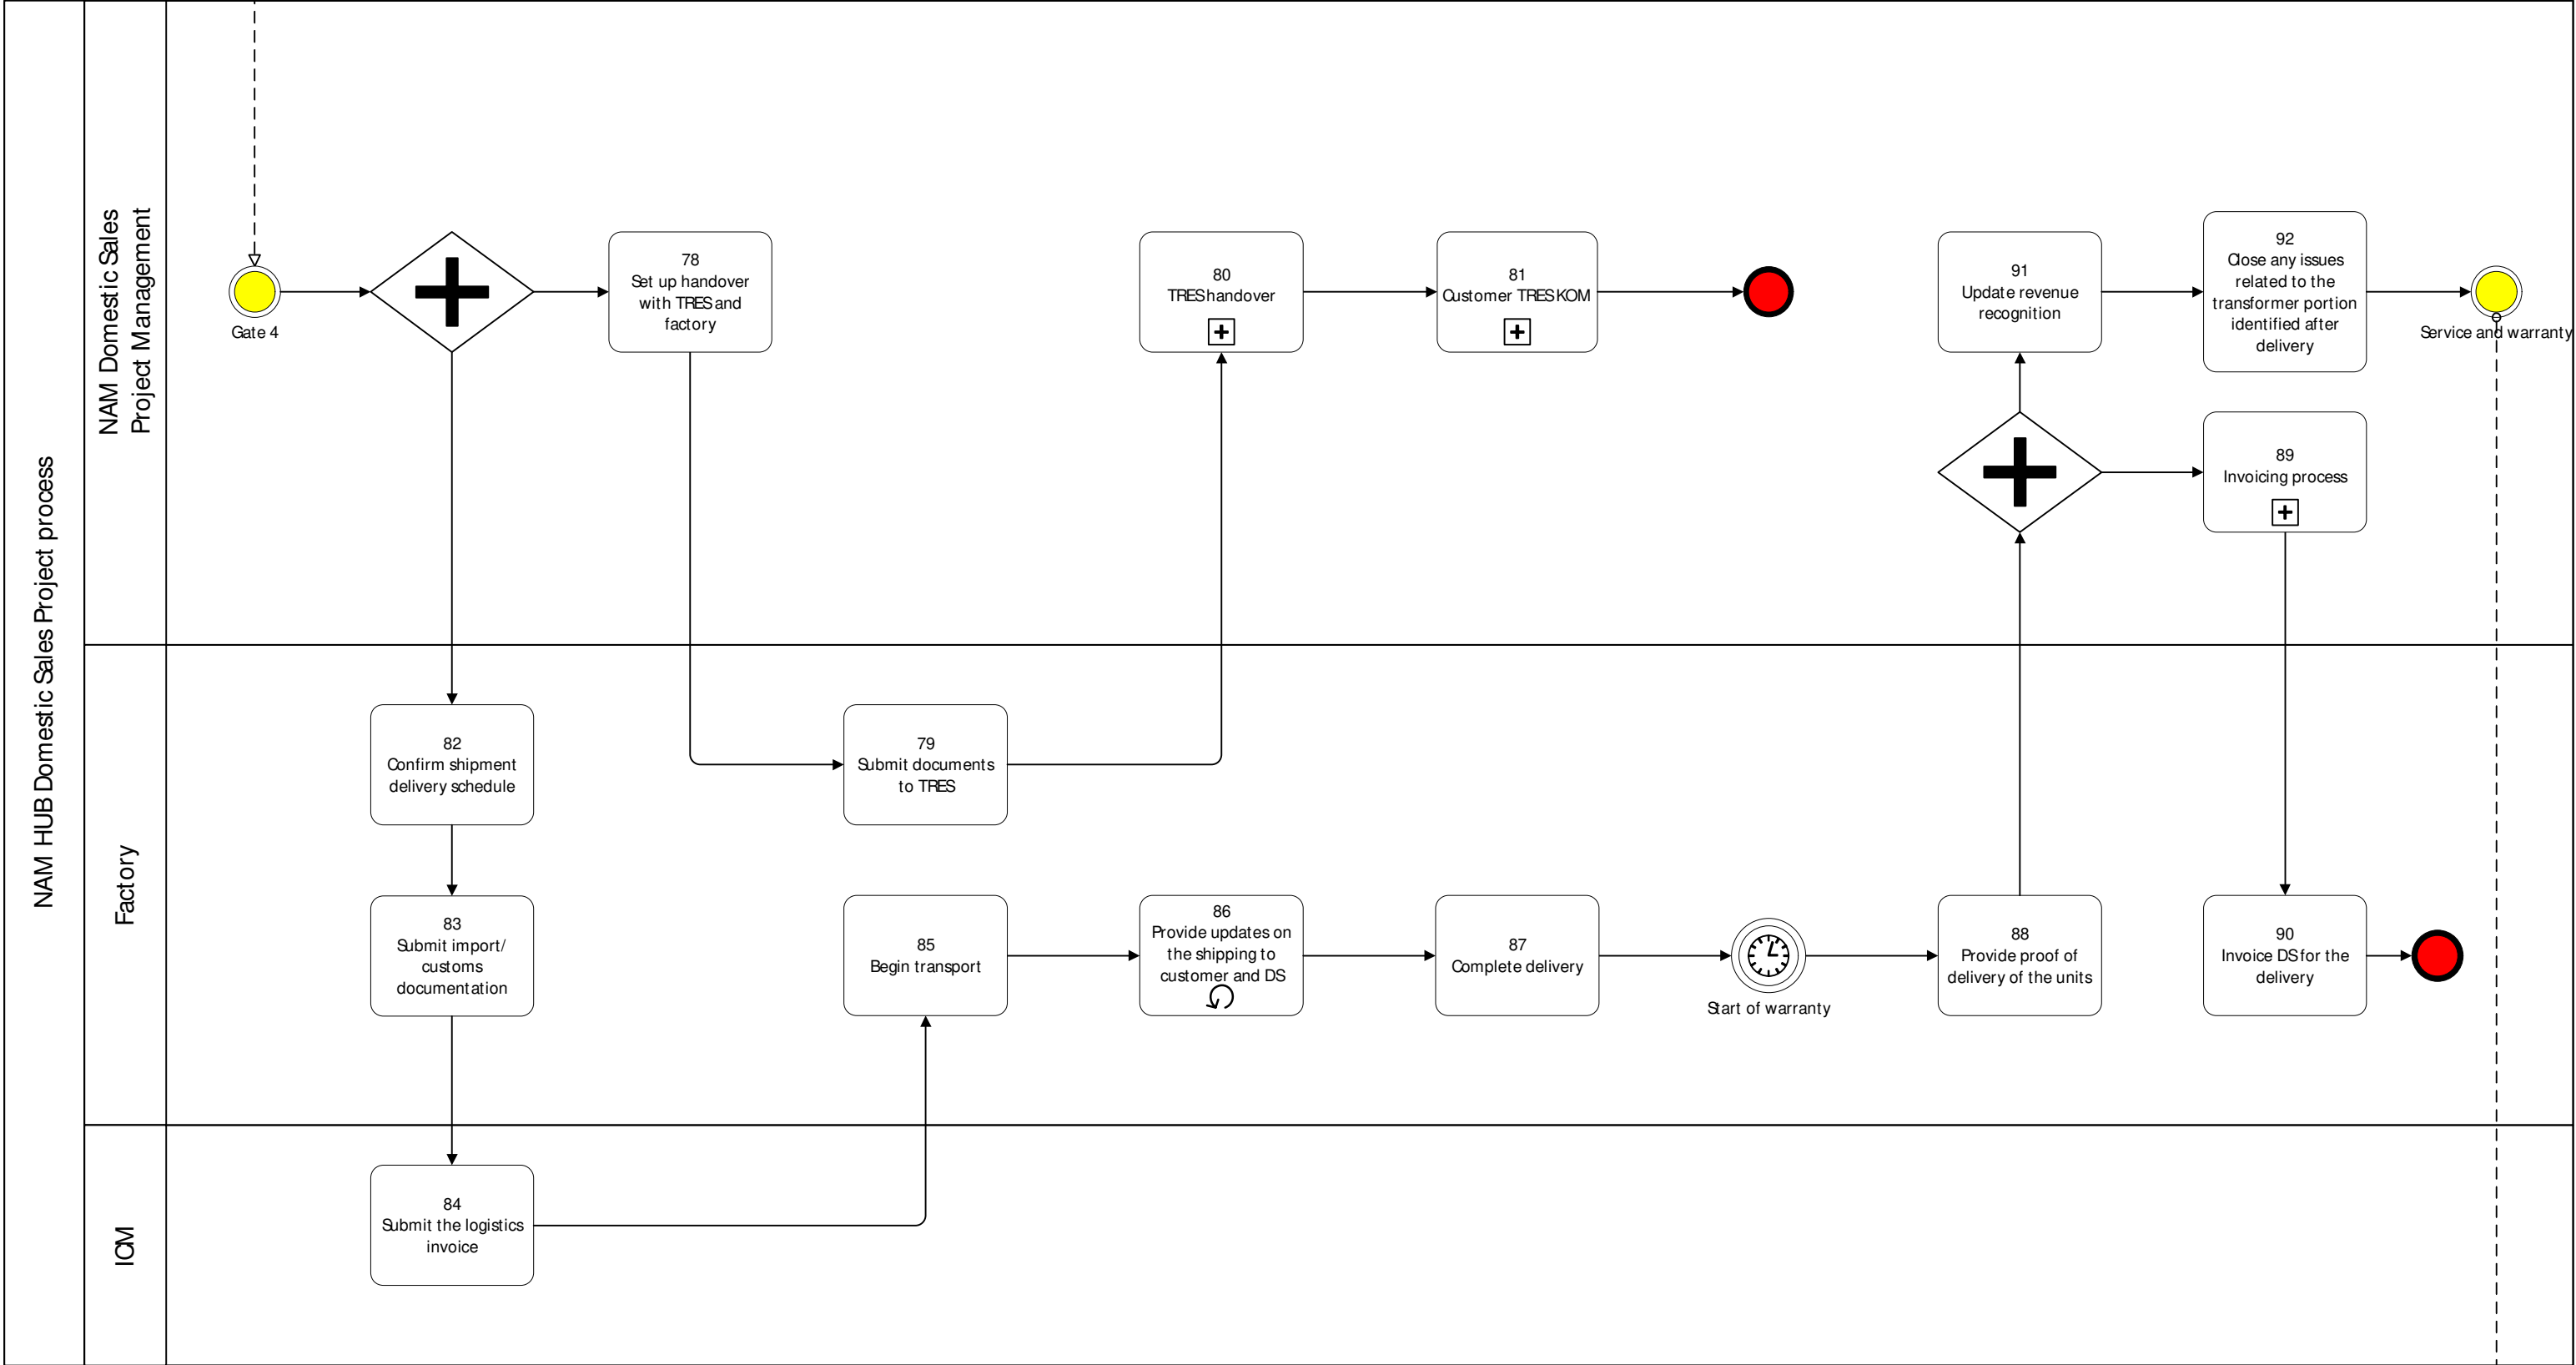 NAM HUB Domestic Sales Project process
NAM Domestic Sales
Project Management
Gate 4
78
Set up handover
with TRES and
factory
80
TRES handover
81
Customer TRES KOM
91
Update revenue
recognition
92
Close any issues
related to the
transformer portion
identified after
delivery
Service and warranty
89
Invoicing process
Factory
82
Confirm shipment
delivery schedule
79
Submit documents
to TRES
83
Submit import/
customs
documentation
85
Begin transport
86
Provide updates on
the shipping to
customer and DS
87
Complete delivery
Start of warranty
88
Provide proof of
delivery of the units
90
Invoice DS for the
delivery
ICM
84
Submit the logistics
invoice